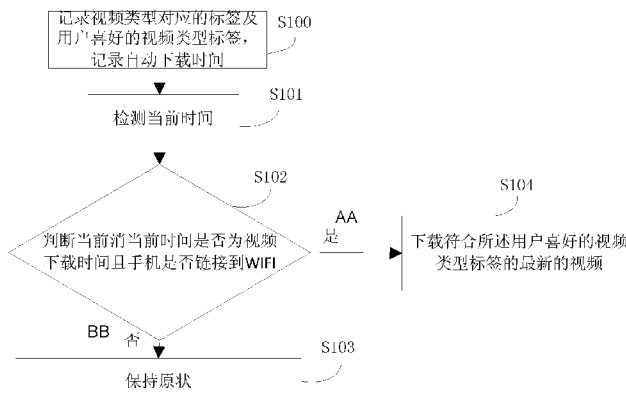 记录视频类型对应的标签及
用户喜好的视频类型标签,
记录自动下载时间
S100
S101
检测当前时间
S102
判断当前消当前时间是否为视频
下载时间且手机是否链接到WIFI
AA
是
S104
下载符合所述用户喜好的视频
类型标签的最新的视频
BB
否
S103
保持原状